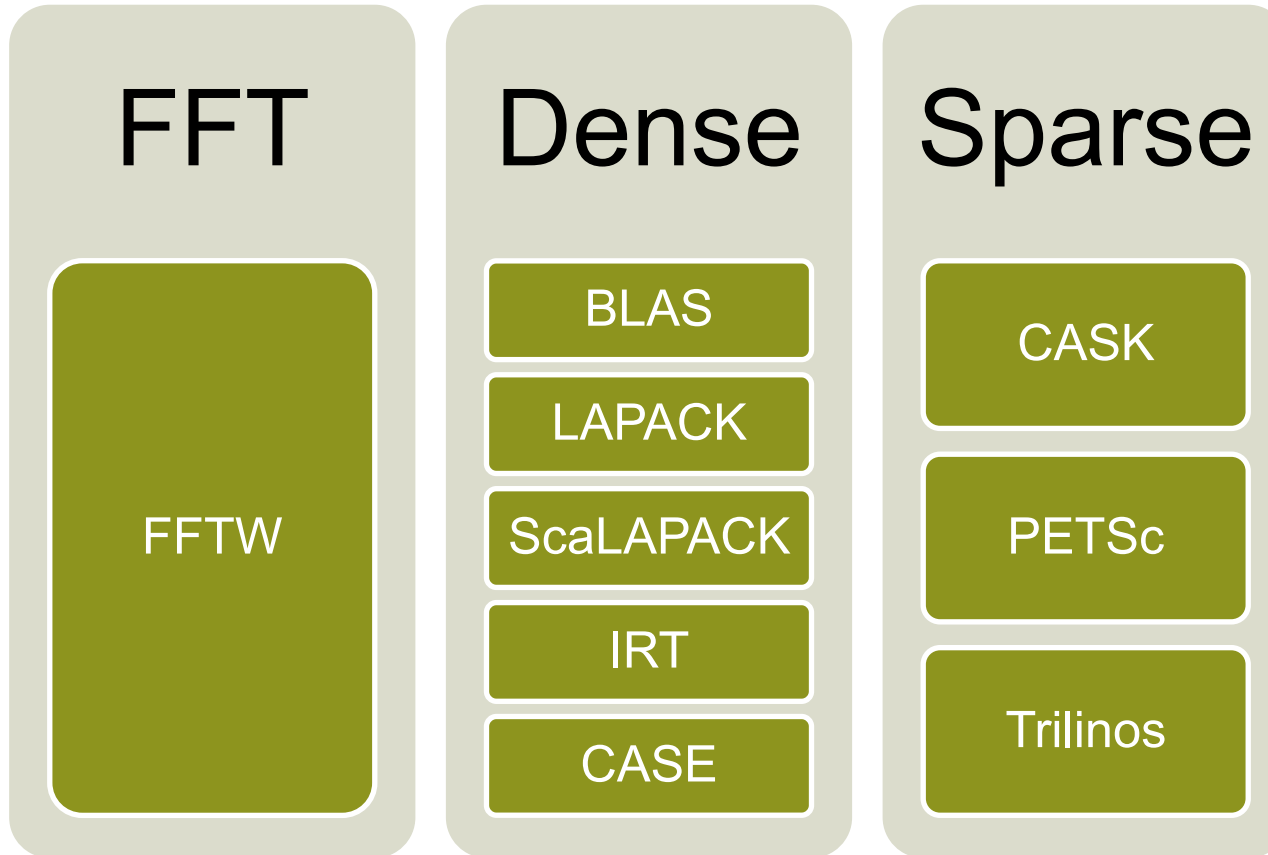 FFT
FFTW
Dense
BLAS
LAPACK
ScaLAPACK
IRT
CASE
Sparse
CASK
PETSc
Trilinos